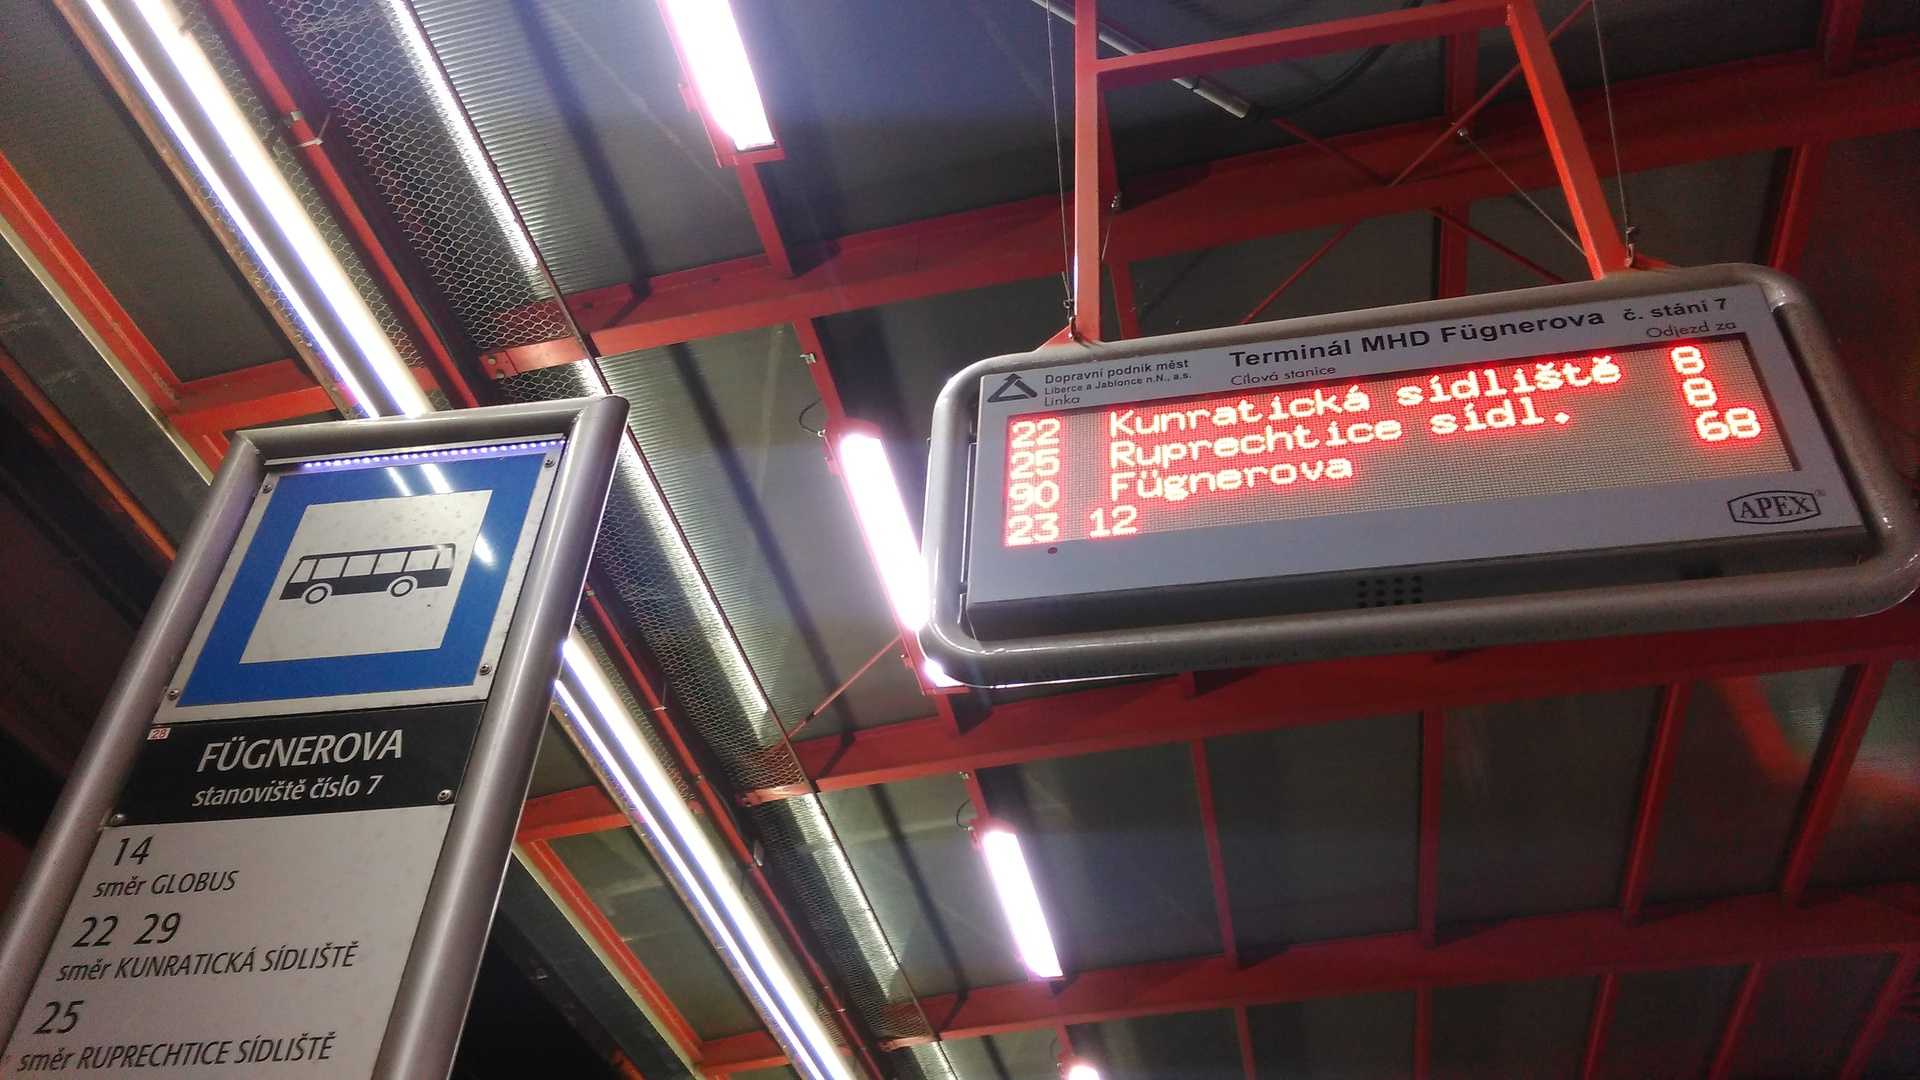 Terminál MHD Fügnerova č. stání 7
Dopravní podnik měst
Liberce a Jablonce n.N., a.s.
Linka Cílová stanice Odjezd za
22 Kunratická sídliště 8
25 Ruprechtice sídl. 8
90 Fügnerova 68
23 12
APEX®
28
FÜGNEROVA
stanoviště číslo 7
14
směr GLOBUS
22 29
směr KUNRATICKÁ SÍDLIŠTĚ
25
směr RUPRECHTICE SÍDLIŠTĚ